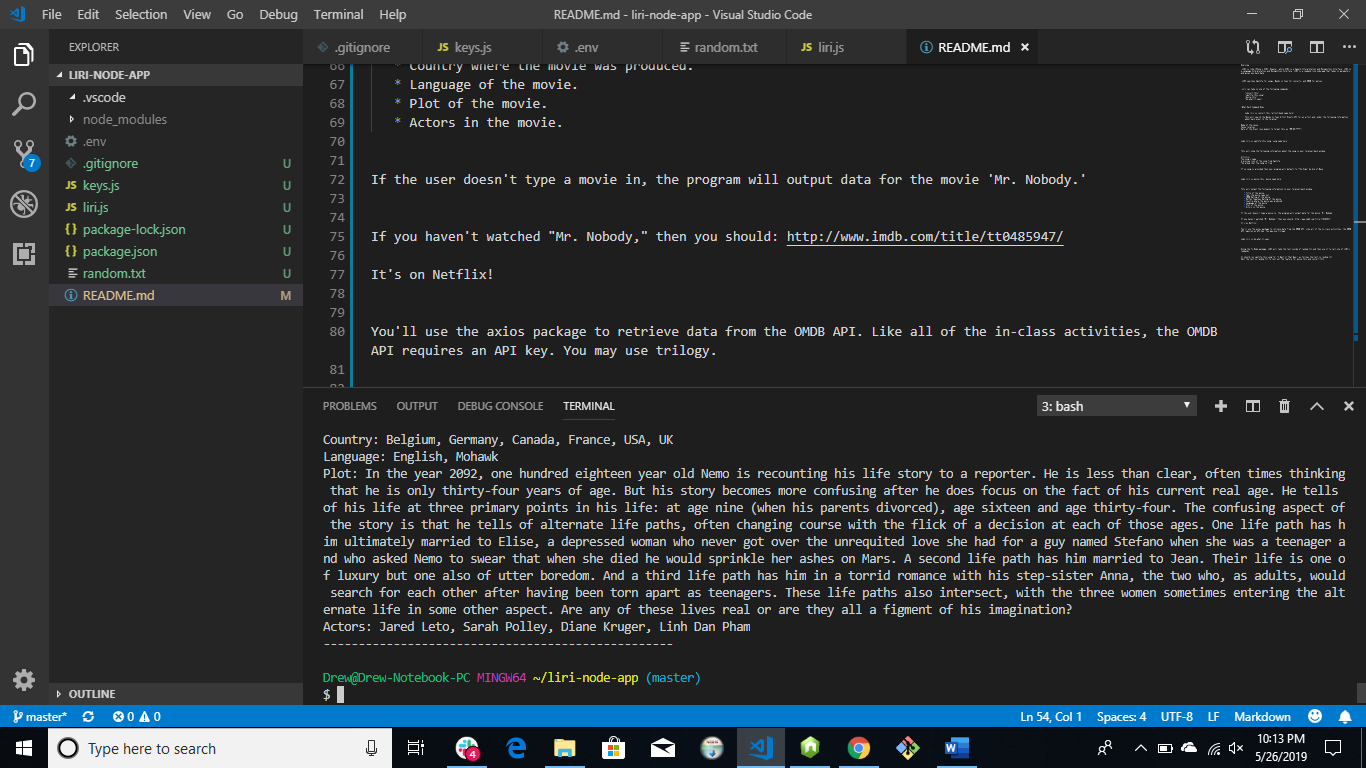 File Edit Selection View Go Debug Terminal Help README.md - liri-node-app - Visual Studio Code
EXPLORER
LIRI-NODE-APP
.vscode
node_modules
.env
.gitignore U
JS keys.js U
JS liri.js U
{} package-lock.json U
{} package.json U
random.txt U
README.md M
OUTLINE
7
.gitignore JS keys.js .env random.txt JS liri.js README.md
66 * Country where the movie was produced.
67 * Language of the movie.
68 * Plot of the movie.
69 * Actors in the movie.
70
71
72 If the user doesn't type a movie in, the program will output data for the movie 'Mr. Nobody.'
73
74
75 If you haven't watched "Mr. Nobody," then you should: http://www.imdb.com/title/tt0485947/
76
77 It's on Netflix!
78
79
80 You'll use the axios package to retrieve data from the OMDB API. Like all of the in-class activities, the OMDB
API requires an API key. You may use trilogy.
81
PROBLEMS OUTPUT DEBUG CONSOLE TERMINAL 3: bash
Country: Belgium, Germany, Canada, France, USA, UK
Language: English, Mohawk
Plot: In the year 2092, one hundred eighteen year old Nemo is recounting his life story to a reporter. He is less than clear, often times thinking
that he is only thirty-four years of age. But his story becomes more confusing after he does focus on the fact of his current real age. He tells
of his life at three primary points in his life: at age nine (when his parents divorced), age sixteen and age thirty-four. The confusing aspect of
the story is that he tells of alternate life paths, often changing course with the flick of a decision at each of those ages. One life path has h
im ultimately married to Elise, a depressed woman who never got over the unrequited love she had for a guy named Stefano when she was a teenager a
nd who asked Nemo to swear that when she died he would sprinkle her ashes on Mars. A second life path has him married to Jean. Their life is one o
f luxury but one also of utter boredom. And a third life path has him in a torrid romance with his step-sister Anna, the two who, as adults, would
search for each other after having been torn apart as teenagers. These life paths also intersect, with the three women sometimes entering the alt
ernate life in some other aspect. Are any of these lives real or are they all a figment of his imagination?
Actors: Jared Leto, Sarah Polley, Diane Kruger, Linh Dan Pham
--------------------------------------------------
Drew@Drew-Notebook-PC MINGW64 ~/liri-node-app (master)
$
master* 0 0 Ln 54, Col 1 Spaces: 4 UTF-8 LF Markdown
Type here to search
4
10:13 PM
5/26/2019